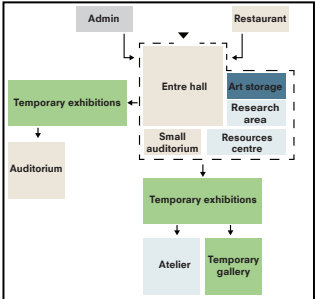 Admin
Restaurant
Entre hall
Art storage
Research
area
Temporary exhibitions
Small
auditorium
Resources
centre
Auditorium
Temporary exhibitions
Atelier
Temporary
gallery